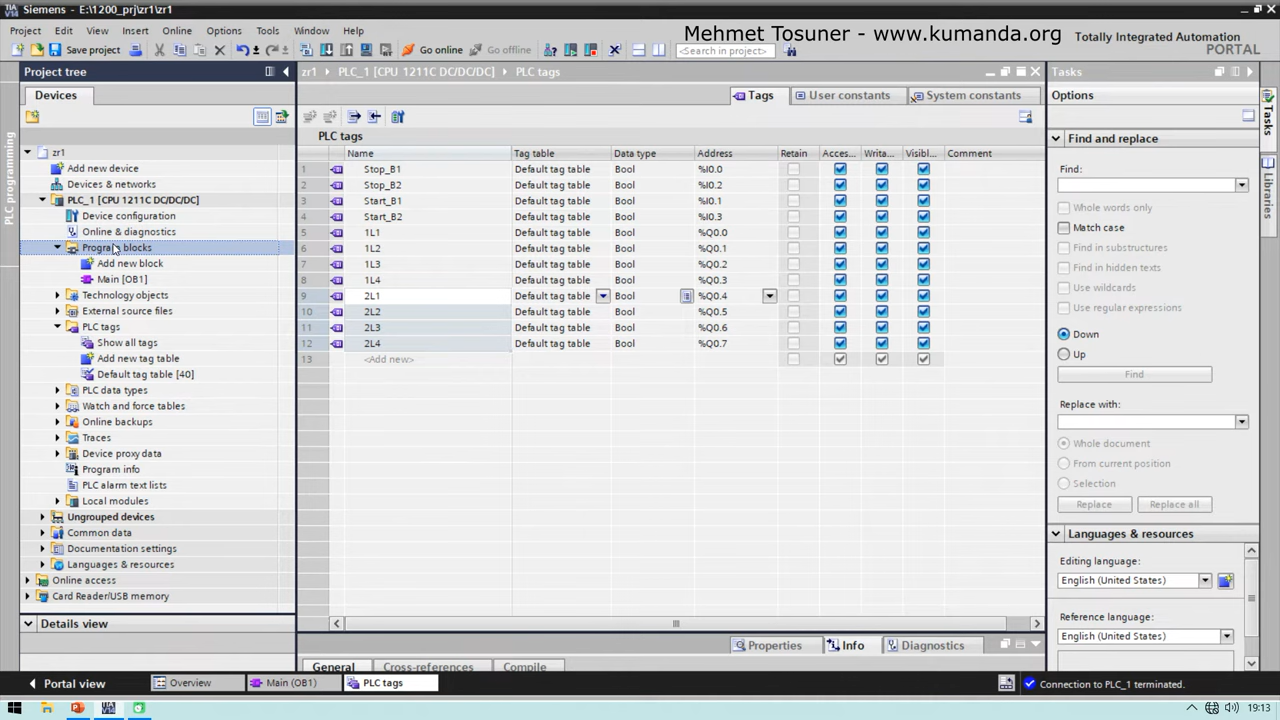 Siemens - E:\1200_prj\zr1\zr1
TIA
V14
Project Edit View Insert Online Options Tools Window Help
Mehmet Tosuner - www.kumanda.org
Totally Integrated Automation
PORTAL
Save project
Go online
Go offline
<Search in project>
Project tree
zr1 ▸ PLC_1 [CPU 1211C DC/DC/DC] ▸ PLC tags
Tasks
Devices
Tags
User constants
System constants
Options
PLC tags
Find and replace
Name Tag table Data type Address Retain Acces... Writa... Visibl... Comment
1 Stop_B1 Default tag table Bool %I0.0
2 Stop_B2 Default tag table Bool %I0.2
3 Start_B1 Default tag table Bool %I0.1
4 Start_B2 Default tag table Bool %I0.3
5 1L1 Default tag table Bool %Q0.0
6 1L2 Default tag table Bool %Q0.1
7 1L3 Default tag table Bool %Q0.2
8 1L4 Default tag table Bool %Q0.3
9 2L1 Default tag table Bool %Q0.4
10 2L2 Default tag table Bool %Q0.5
11 2L3 Default tag table Bool %Q0.6
12 2L4 Default tag table Bool %Q0.7
13 <Add new>
zr1
Add new device
Devices & networks
PLC_1 [CPU 1211C DC/DC/DC]
Device configuration
Online & diagnostics
Program blocks
Add new block
Main [OB1]
Technology objects
External source files
PLC tags
Show all tags
Add new tag table
Default tag table [40]
PLC data types
Watch and force tables
Online backups
Traces
Device proxy data
Program info
PLC alarm text lists
Local modules
Ungrouped devices
Common data
Documentation settings
Languages & resources
Online access
Card Reader/USB memory
Details view
Find:
Whole words only
Match case
Find in substructures
Find in hidden texts
Use wildcards
Use regular expressions
Down
Up
Find
Replace with:
Whole document
From current position
Selection
Replace
Replace all
Languages & resources
Editing language:
English (United States)
Reference language:
English (United States)
PLC programming
Tasks
Libraries
Properties
Info
Diagnostics
General
Cross-references
Compile
Portal view
Overview
Main (OB1)
PLC tags
Connection to PLC_1 terminated.
19:13